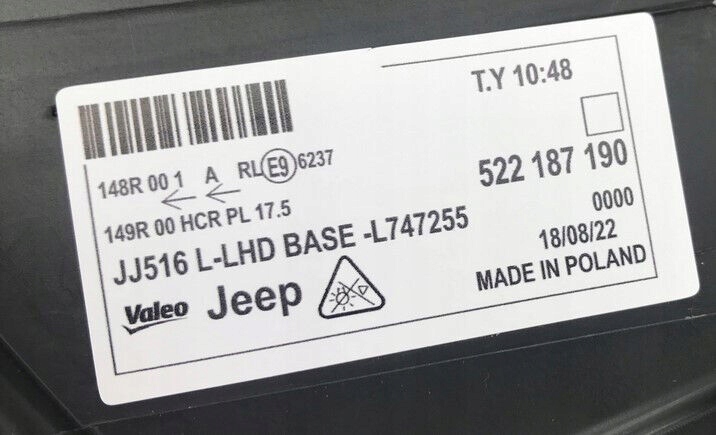 T.Y 10:48
148R 00 1 A RL E9 6237
149R 00 HCR PL 17.5
522 187 190
JJ516 L-LHD BASE -L747255
0000
18/08/22
Valeo Jeep
MADE IN POLAND